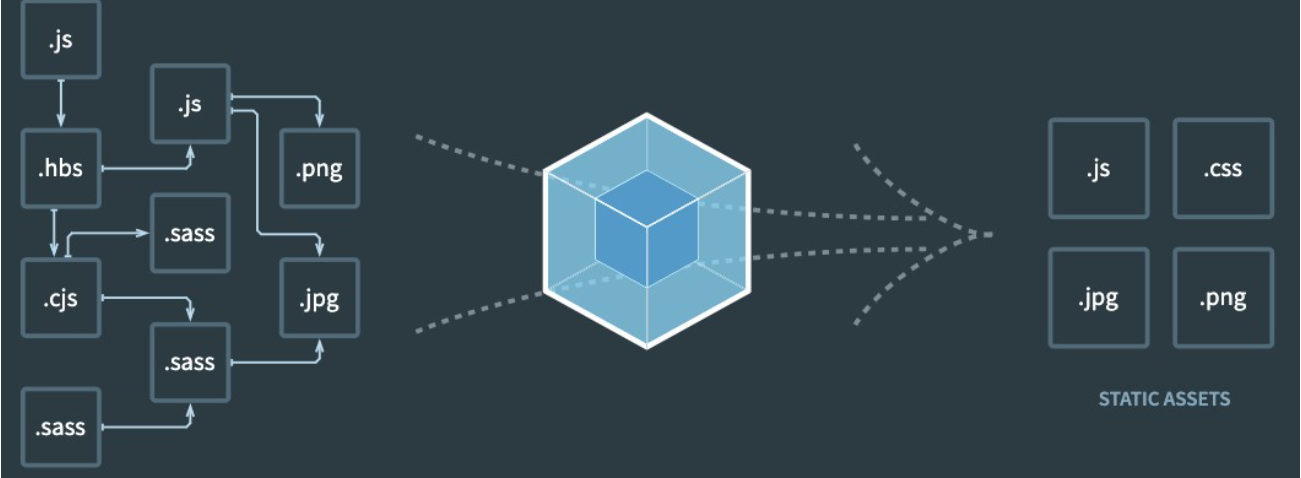 .js
.js
.hbs
.png
.sass
.cjs
.jpg
.sass
.sass
.js
.css
.jpg
.png
STATIC ASSETS